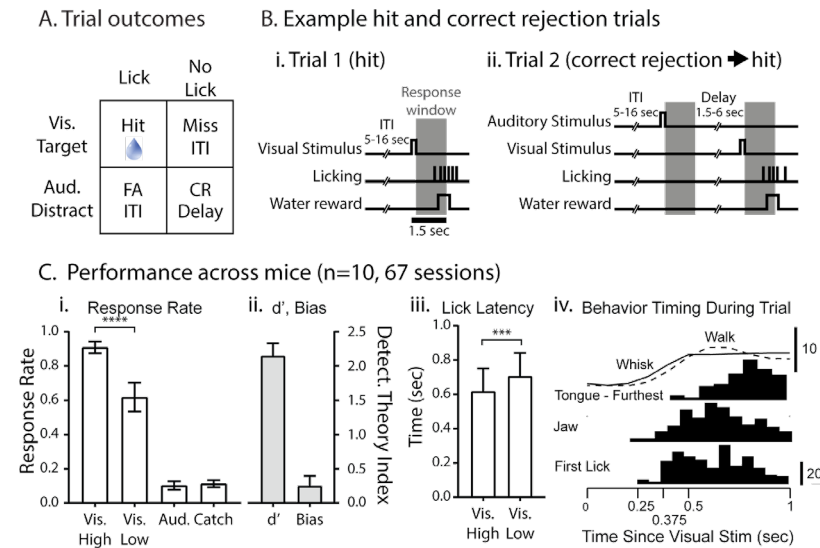 A. Trial outcomes
Lick
No
Lick
Vis.
Target
Hit
Miss
ITI
Aud.
Distract
FA
ITI
CR
Delay
B. Example hit and correct rejection trials
i. Trial 1 (hit)
Response
window
ITI
5-16 sec
Visual Stimulus
Licking
Water reward
1.5 sec
ii. Trial 2 (correct rejection ➔ hit)
ITI
5-16 sec
Delay
1.5-6 sec
Auditory Stimulus
Visual Stimulus
Licking
Water reward
C. Performance across mice (n=10, 67 sessions)
i. Response Rate
****
Response Rate
1.0
0.8
0.6
0.4
0.2
0.0
Vis.
High
Vis.
Low
Aud.
Catch
ii. d', Bias
2.5
2.0
1.5
1.0
0.5
0.0
Detect. Theory Index
d'
Bias
iii. Lick Latency
***
Time (sec)
1.0
0.8
0.6
0.4
0.2
0.0
Vis.
High
Vis.
Low
iv. Behavior Timing During Trial
Walk
Whisk
10
Tongue - Furthest
Jaw
First Lick
20
0
0.25
0.375
0.5
1
Time Since Visual Stim (sec)